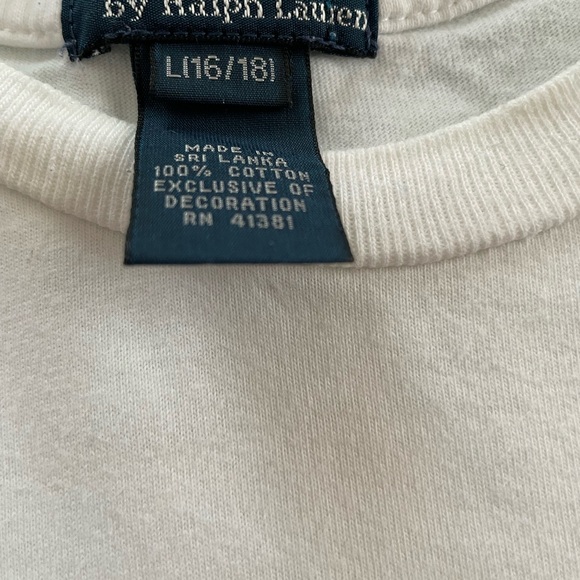 by Ralph Lauren
L(16/18)
MADE IN
SRI LANKA
100% COTTON
EXCLUSIVE OF
DECORATION
RN 41381